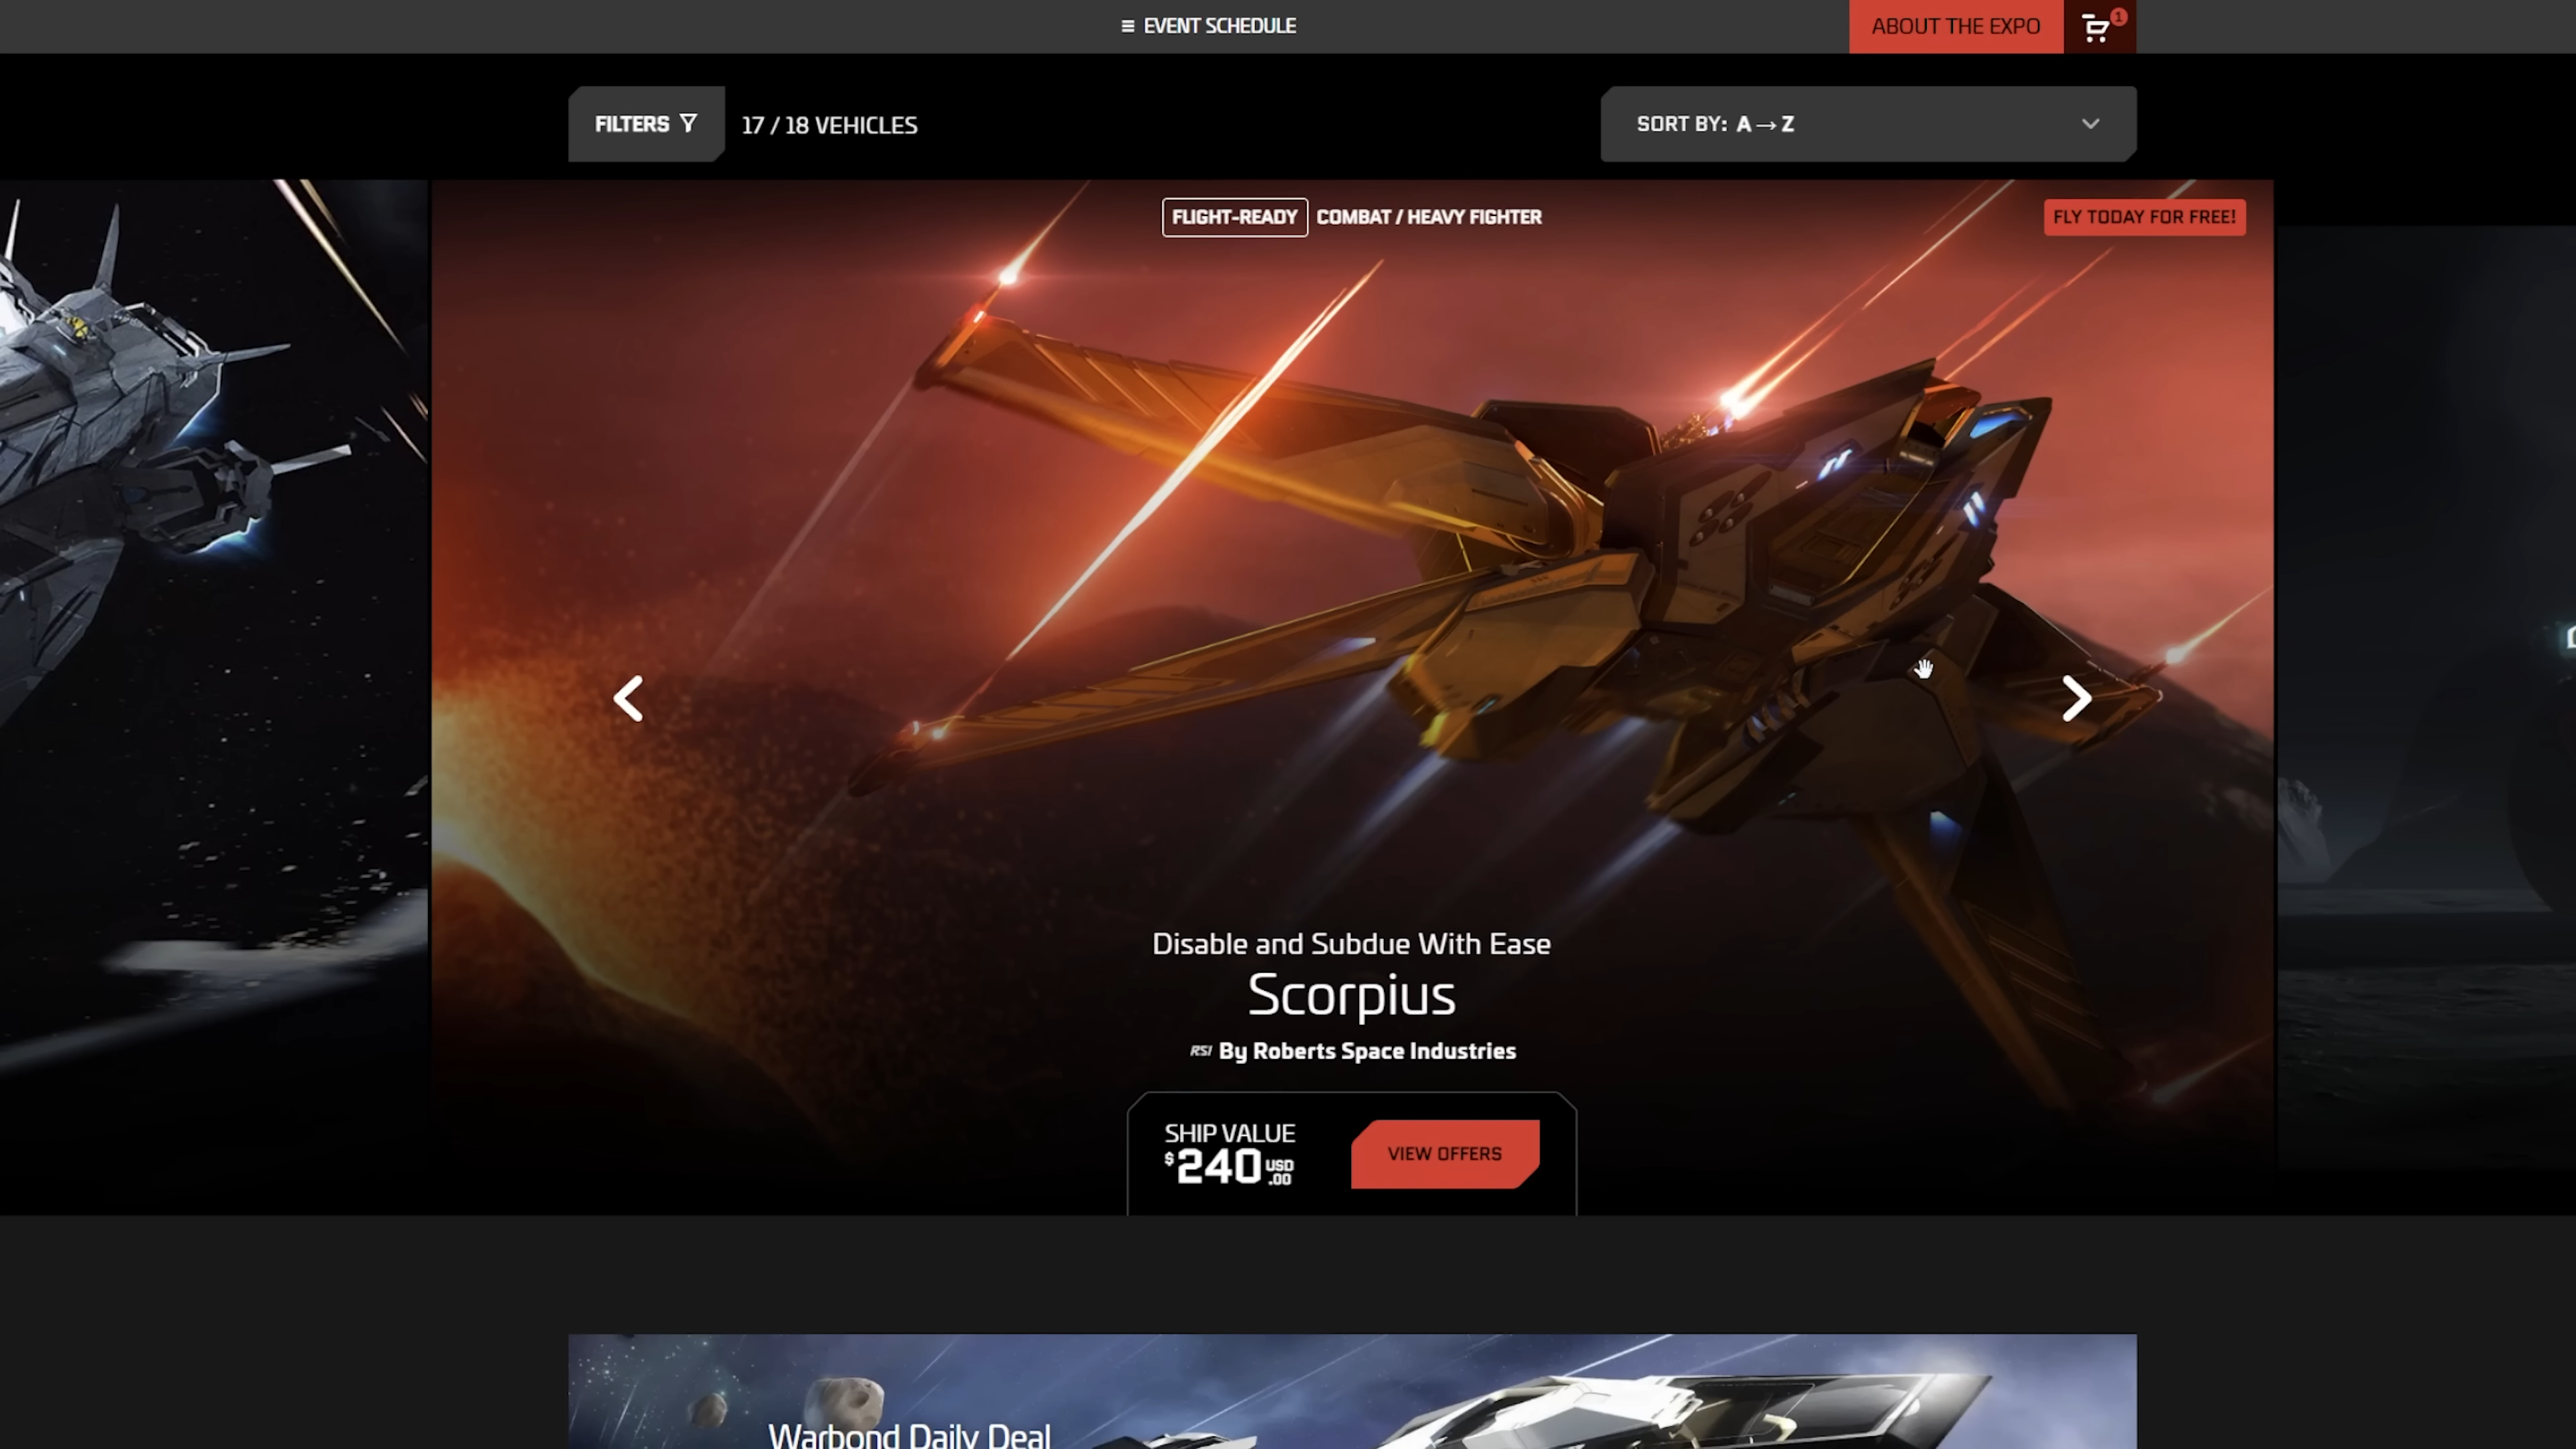 EVENT SCHEDULE
ABOUT THE EXPO
1
FILTERS
17 / 18 VEHICLES
SORT BY: A → Z
FLIGHT-READY COMBAT / HEAVY FIGHTER
FLY TODAY FOR FREE!
Disable and Subdue With Ease
Scorpius
RSI By Roberts Space Industries
SHIP VALUE
$240 USD .00
VIEW OFFERS
Warbond Daily Deal